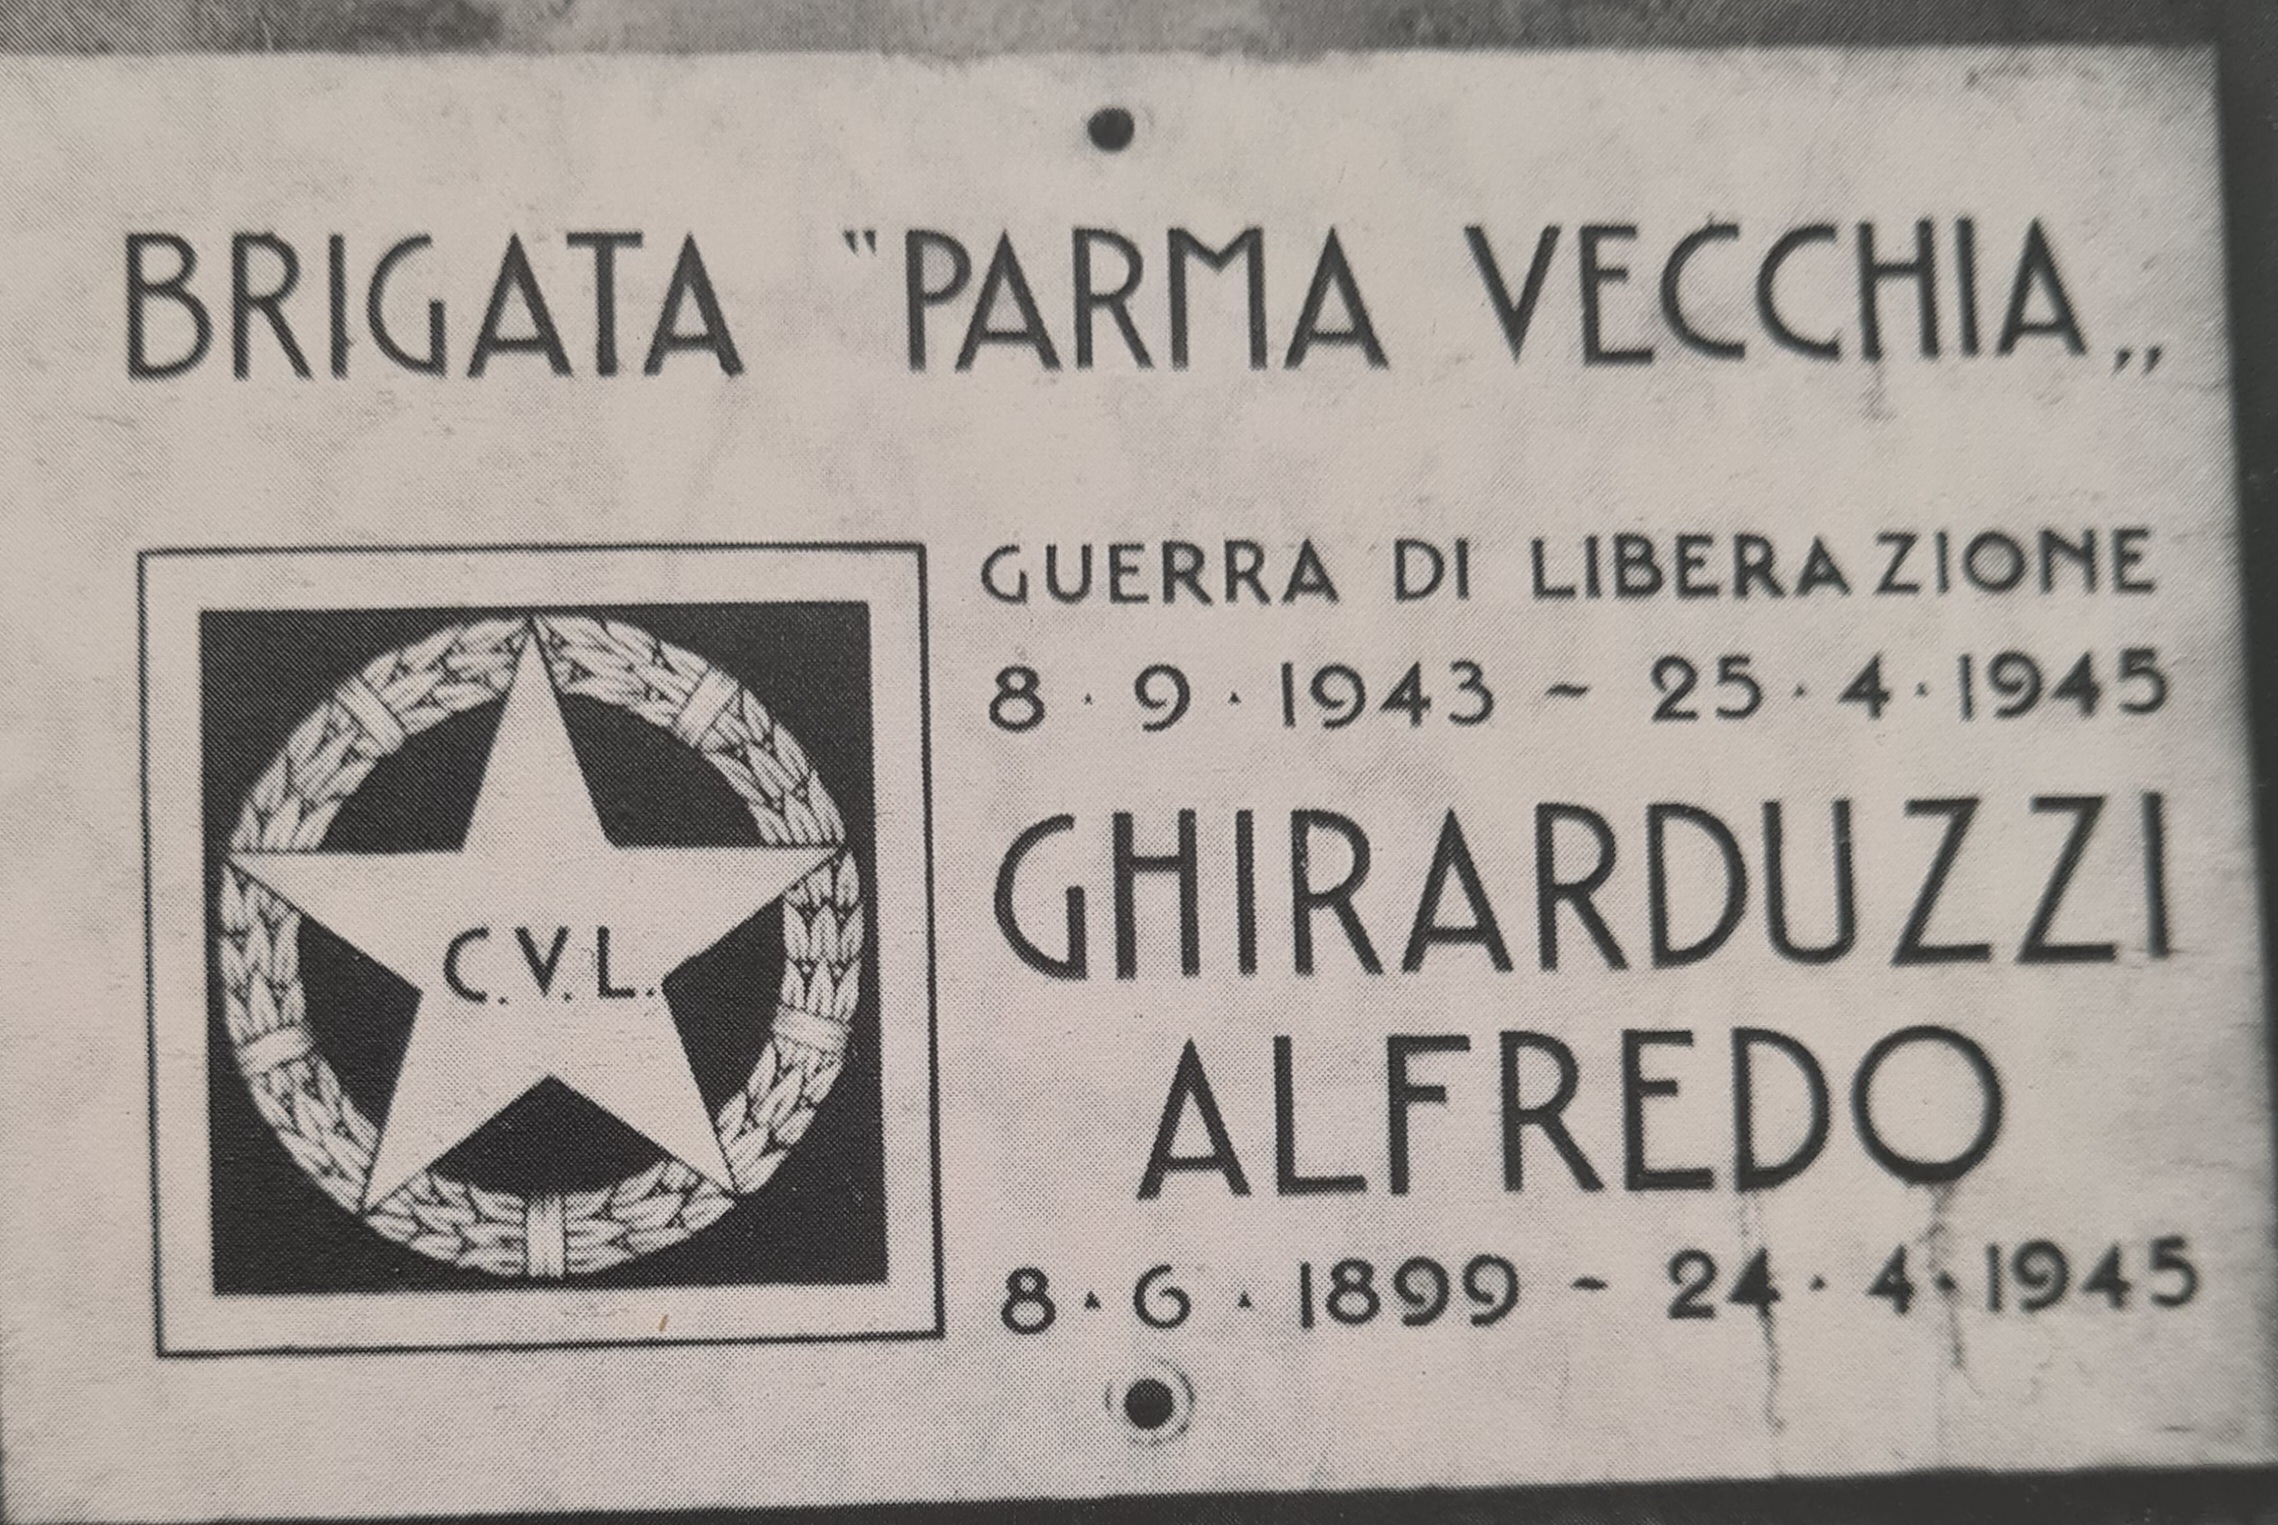 BRIGATA "PARMA VECCHIA„
GUERRA DI LIBERAZIONE
8·9·1943 - 25·4·1945
C.V.L.
GHIRARDUZZI
ALFREDO
8·6·1899 - 24·4·1945